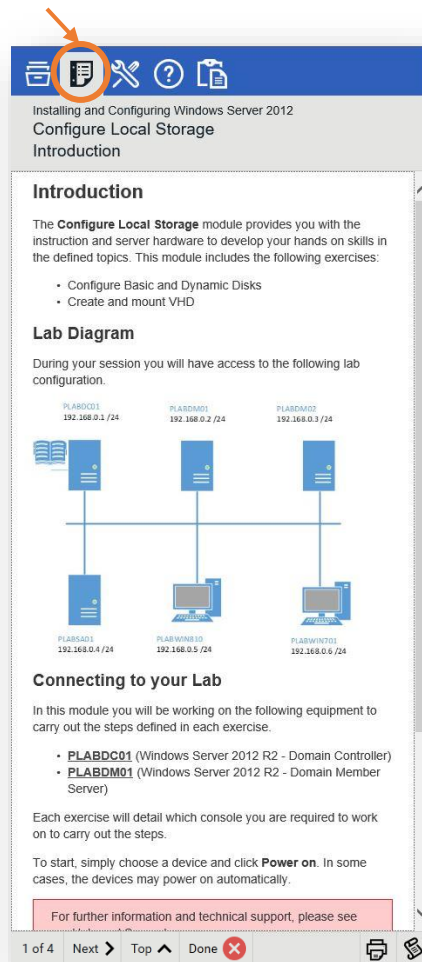 Installing and Configuring Windows Server 2012
Configure Local Storage
Introduction
Introduction
The Configure Local Storage module provides you with the
instruction and server hardware to develop your hands on skills in
the defined topics. This module includes the following exercises:
• Configure Basic and Dynamic Disks
• Create and mount VHD
Lab Diagram
During your session you will have access to the following lab
configuration.
PLABDC01
192.168.0.1 /24
PLABDM01
192.168.0.2 /24
PLABDM02
192.168.0.3 /24
PLABSA01
192.168.0.4 /24
PLABWIN810
192.168.0.5 /24
PLABWIN701
192.168.0.6 /24
Connecting to your Lab
In this module you will be working on the following equipment to
carry out the steps defined in each exercise.
• PLABDC01 (Windows Server 2012 R2 - Domain Controller)
• PLABDM01 (Windows Server 2012 R2 - Domain Member
Server)
Each exercise will detail which console you are required to work
on to carry out the steps.
To start, simply choose a device and click Power on. In some
cases, the devices may power on automatically.
For further information and technical support, please see
1 of 4 Next Top Done